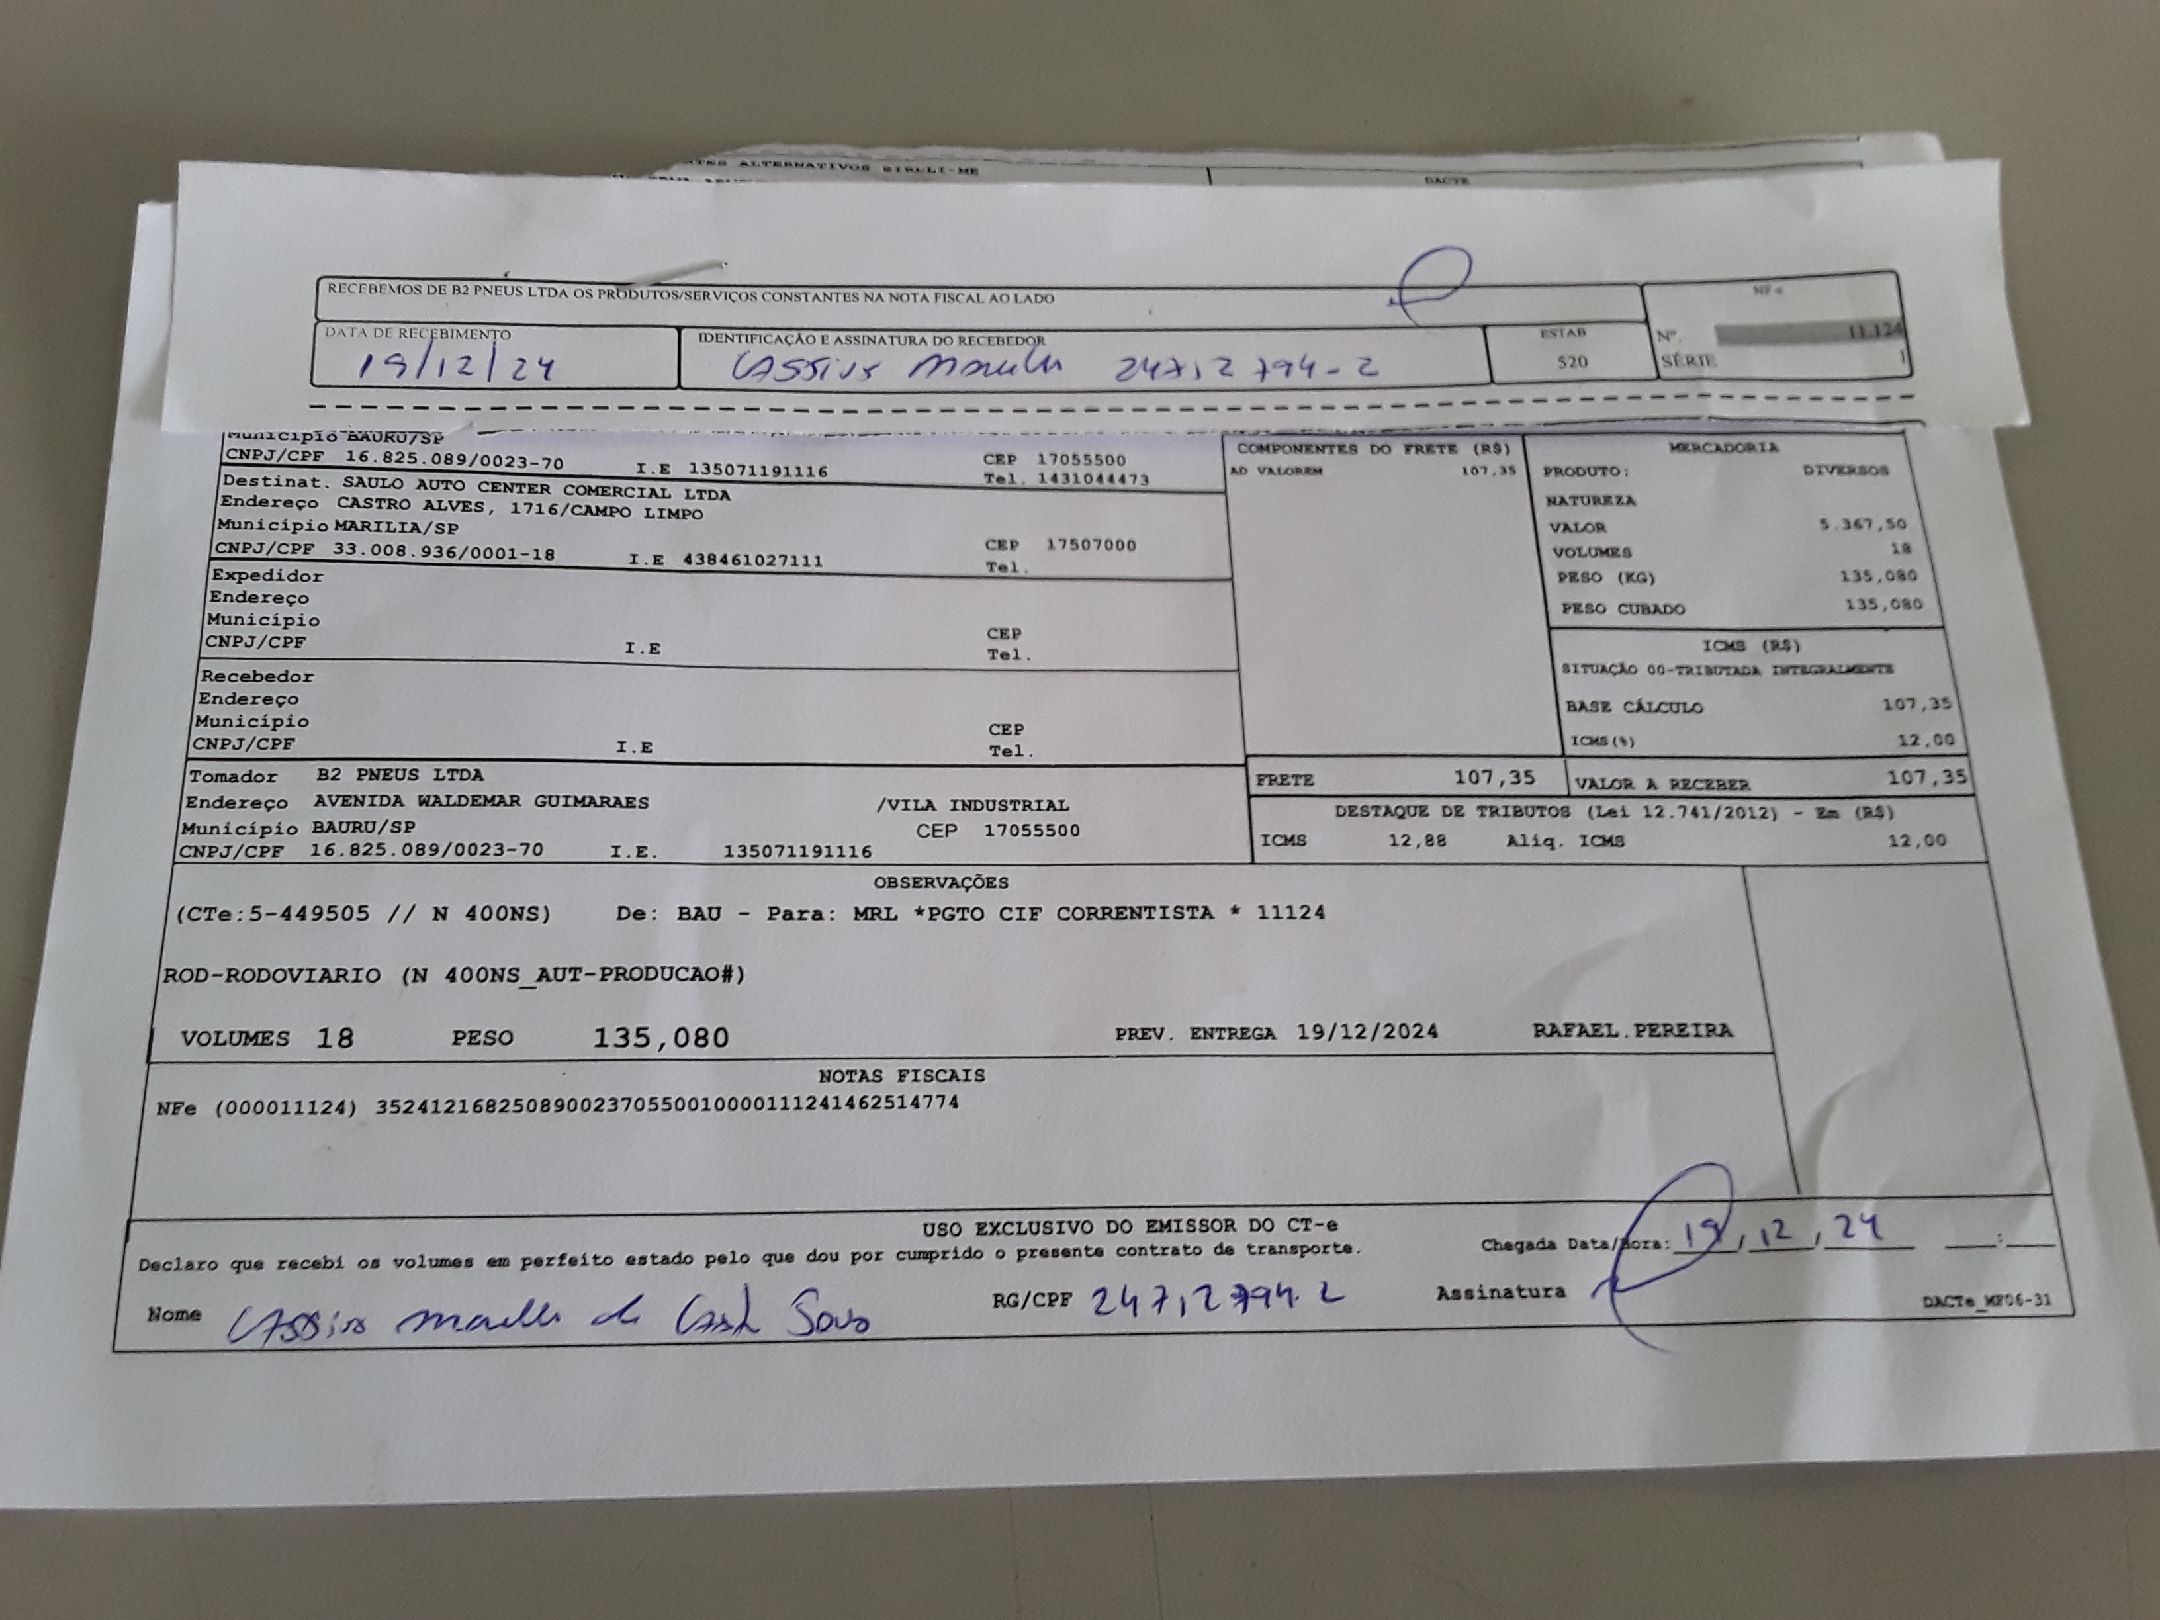 ALTERNATIVOS EIRELI-ME
DACTE
RECEBEMOS DE B2 PNEUS LTDA OS PRODUTOS/SERVIÇOS CONSTANTES NA NOTA FISCAL AO LADO
NF-e
DATA DE RECEBIMENTO
IDENTIFICAÇÃO E ASSINATURA DO RECEBEDOR
ESTAB
Nº. 11.124
19/12/24
Cassius 247,2794-2
520
SÉRIE 1
Município BAURU/SP
CNPJ/CPF 16.825.089/0023-70 I.E 135071191116 CEP 17055500
Tel. 1431044473
Destinat. SAULO AUTO CENTER COMERCIAL LTDA
Endereço CASTRO ALVES, 1716/CAMPO LIMPO
Município MARILIA/SP CEP 17507000
CNPJ/CPF 33.008.936/0001-18 I.E 438461027111 Tel.
Expedidor
Endereço
Município CEP
CNPJ/CPF I.E Tel.
Recebedor
Endereço
Município CEP
CNPJ/CPF I.E Tel.
Tomador B2 PNEUS LTDA
Endereço AVENIDA WALDEMAR GUIMARAES /VILA INDUSTRIAL
Município BAURU/SP CEP 17055500
CNPJ/CPF 16.825.089/0023-70 I.E. 135071191116
COMPONENTES DO FRETE (R$)
AD VALOREM 107,35
MERCADORIA
PRODUTO: DIVERSOS
NATUREZA
VALOR 5.367,50
VOLUMES 18
PESO (KG) 135,080
PESO CUBADO 135,080
ICMS (R$)
SITUAÇÃO 00-TRIBUTADA INTEGRALMENTE
BASE CÁLCULO 107,35
ICMS(%) 12,00
FRETE 107,35 VALOR A RECEBER 107,35
DESTAQUE DE TRIBUTOS (Lei 12.741/2012) - Em (R$)
ICMS 12,88 Aliq. ICMS 12,00
OBSERVAÇÕES
(CTe:5-449505 // N 400NS) De: BAU - Para: MRL *PGTO CIF CORRENTISTA * 11124
ROD-RODOVIARIO (N 400NS_AUT-PRODUCAO#)
VOLUMES 18 PESO 135,080 PREV. ENTREGA 19/12/2024 RAFAEL.PEREIRA
NOTAS FISCAIS
NFe (000011124) 35241216825089002370550010000111241462514774
USO EXCLUSIVO DO EMISSOR DO CT-e
Declaro que recebi os volumes em perfeito estado pelo que dou por cumprido o presente contrato de transporte.
Chegada Data/Hora: 19/12/24 __:__
Nome Cassius RG/CPF 247,2794.2 Assinatura
DACTe_MF06-31